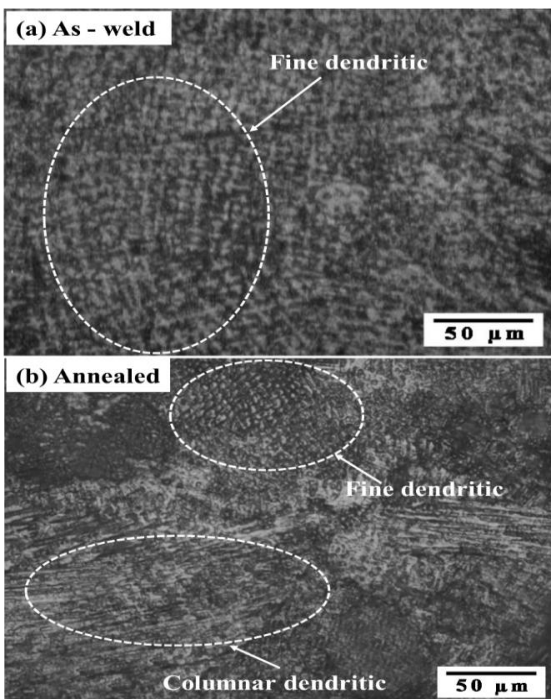 (a) As - weld
Fine dendritic
50 µm
(b) Annealed
Fine dendritic
Columnar dendritic
50 µm